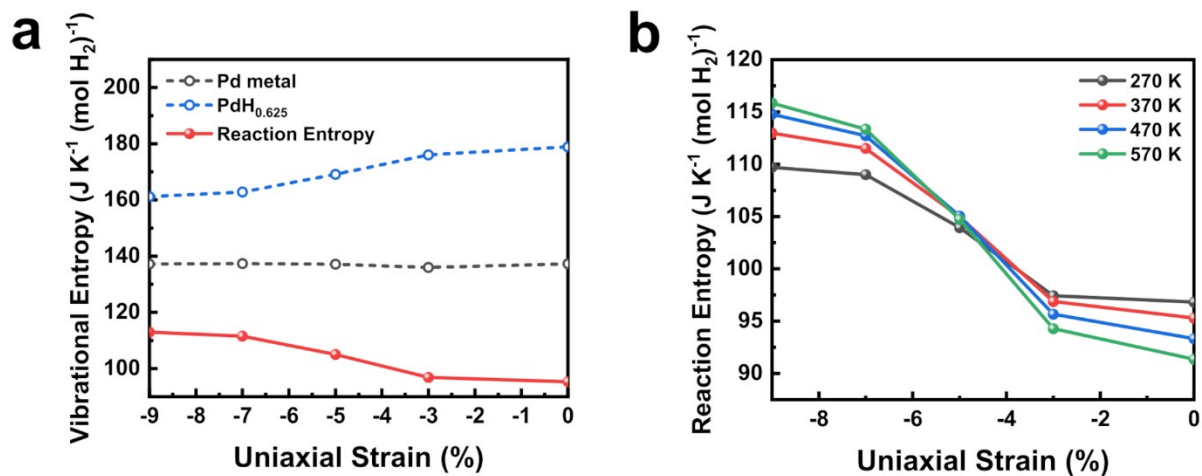 a
Vibrational Entropy (J K⁻¹ (mol H₂)⁻¹)
200
180
160
140
120
100
Pd metal
PdH₀.₆₂₅
Reaction Entropy
-9 -8 -7 -6 -5 -4 -3 -2 -1 0
Uniaxial Strain (%)
b
Reaction Entropy (J K⁻¹ (mol H₂)⁻¹)
120
115
110
105
100
95
90
270 K
370 K
470 K
570 K
-8 -6 -4 -2 0
Uniaxial Strain (%)